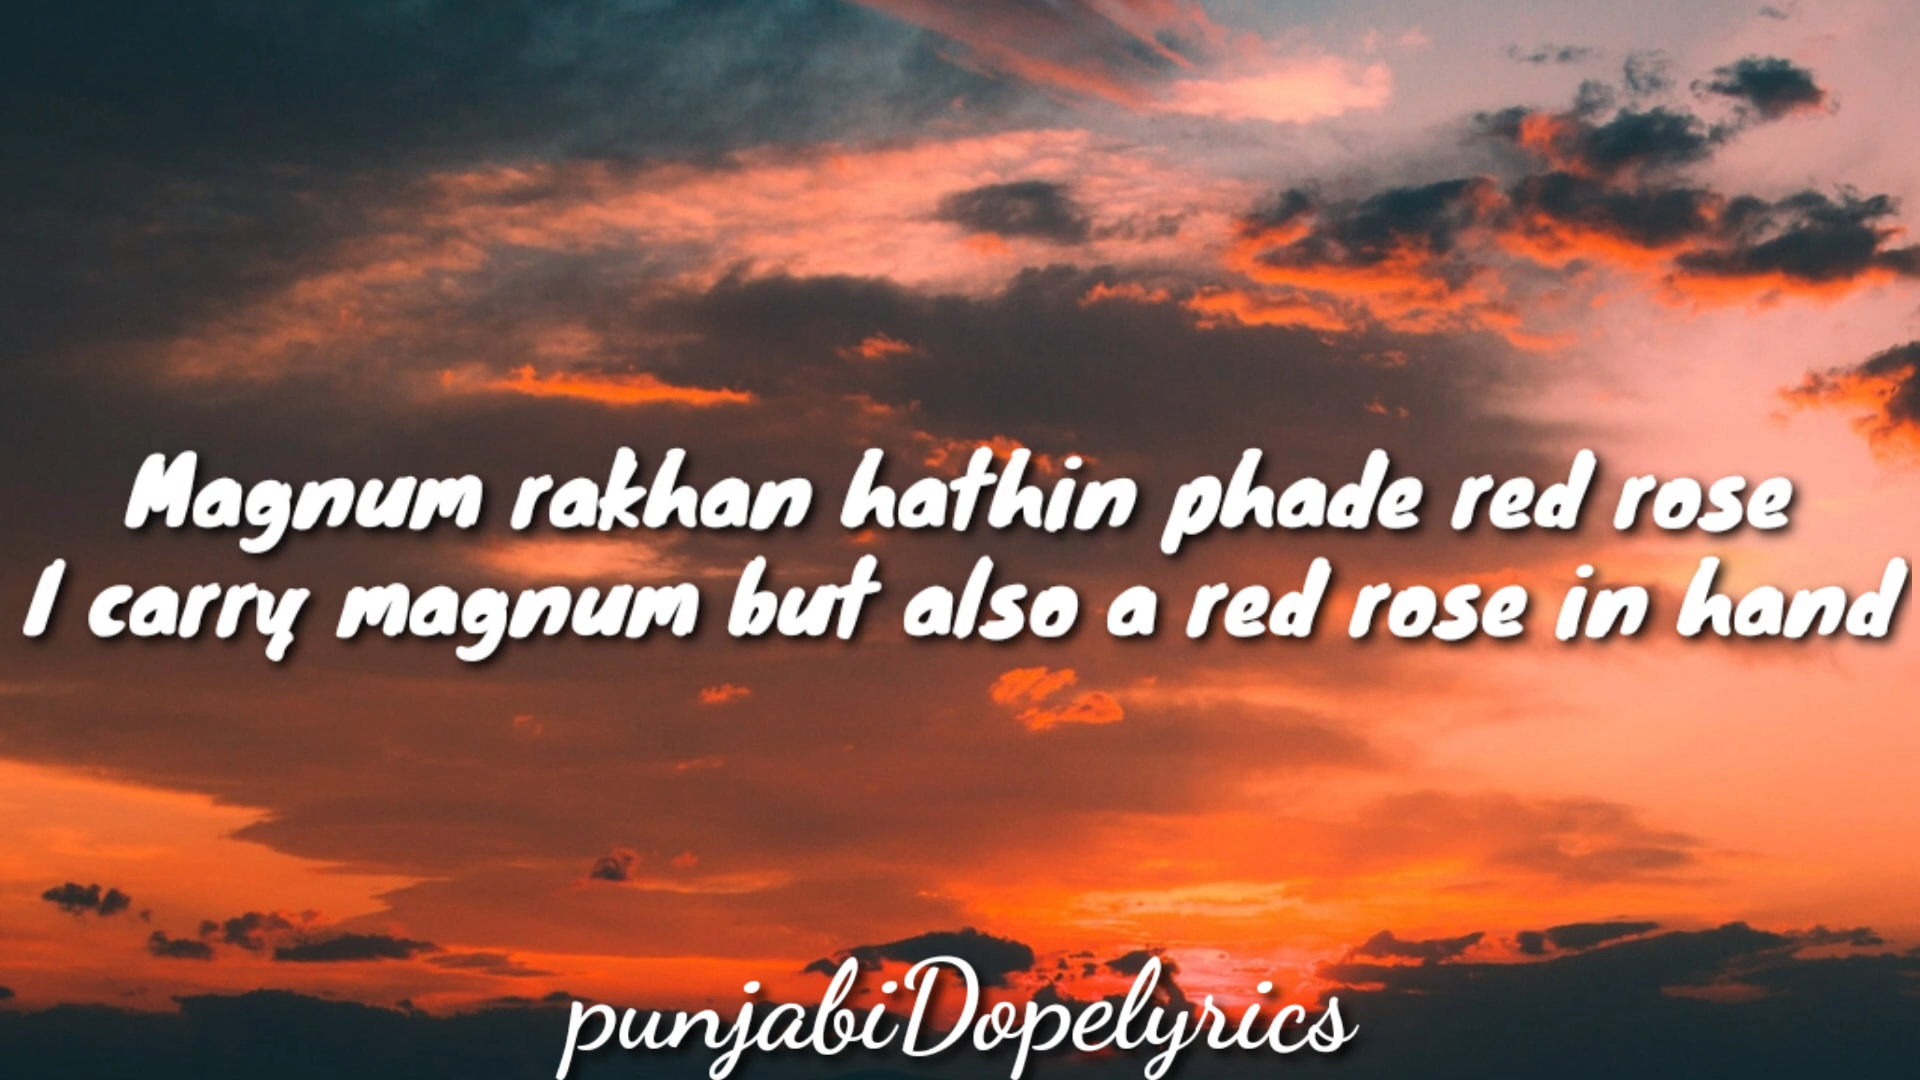 Magnum rakhan hathin phade red rose
I carry magnum but also a red rose in hand
punjabiDopelyrics